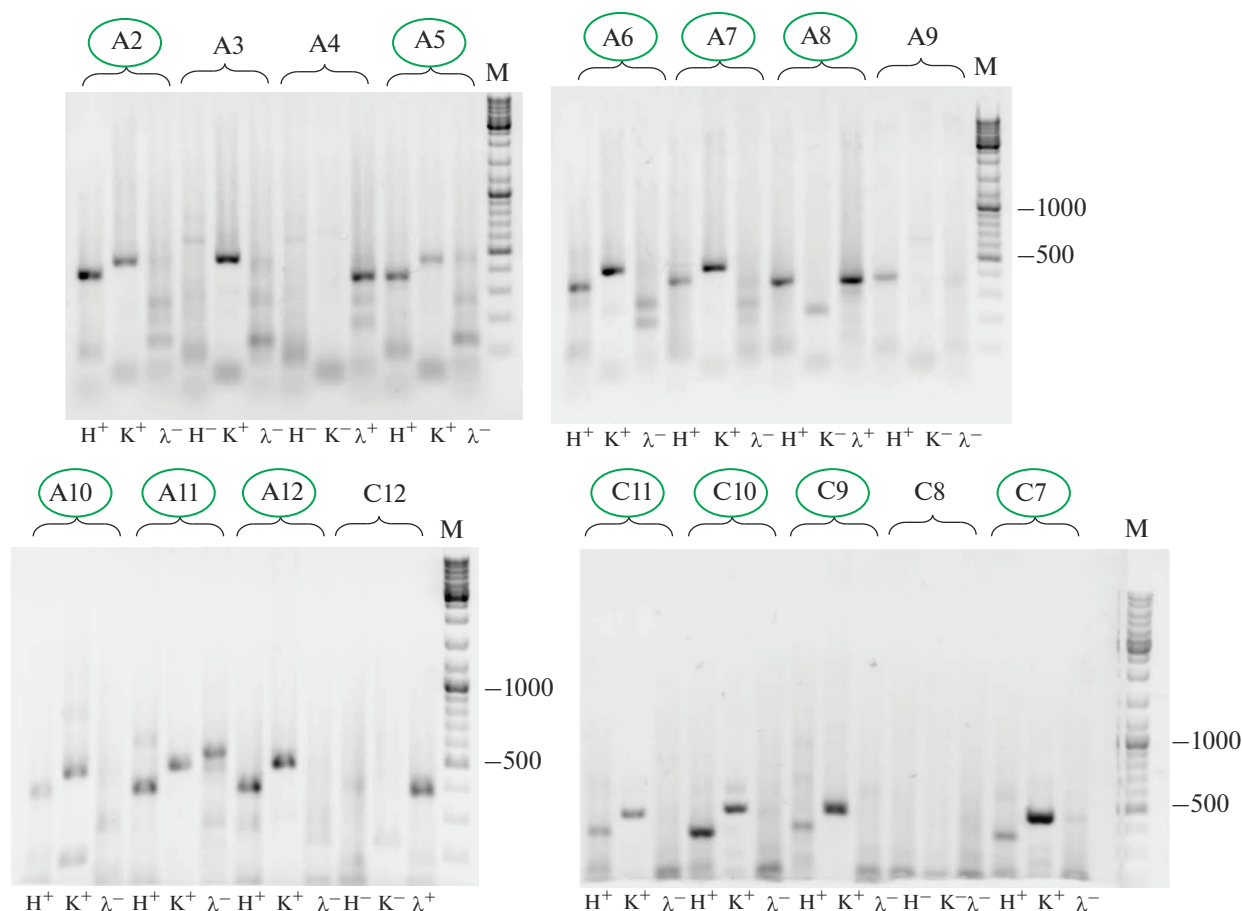 A2 A3 A4 A5 M
H⁺ K⁺ λ⁻ H⁻ K⁺ λ⁻ H⁻ K⁻ λ⁺ H⁺ K⁺ λ⁻
A6 A7 A8 A9 M
–1000
–500
H⁺ K⁺ λ⁻ H⁺ K⁺ λ⁻ H⁺ K⁻ λ⁺ H⁺ K⁻ λ⁻
A10 A11 A12 C12 M
–1000
–500
H⁺ K⁺ λ⁻ H⁺ K⁺ λ⁻ H⁺ K⁺ λ⁻ H⁻ K⁻ λ⁺
C11 C10 C9 C8 C7 M
–1000
–500
H⁺ K⁺ λ⁻ H⁺ K⁺ λ⁻ H⁺ K⁺ λ⁻ H⁻ K⁻ λ⁻ H⁺ K⁺ λ⁻